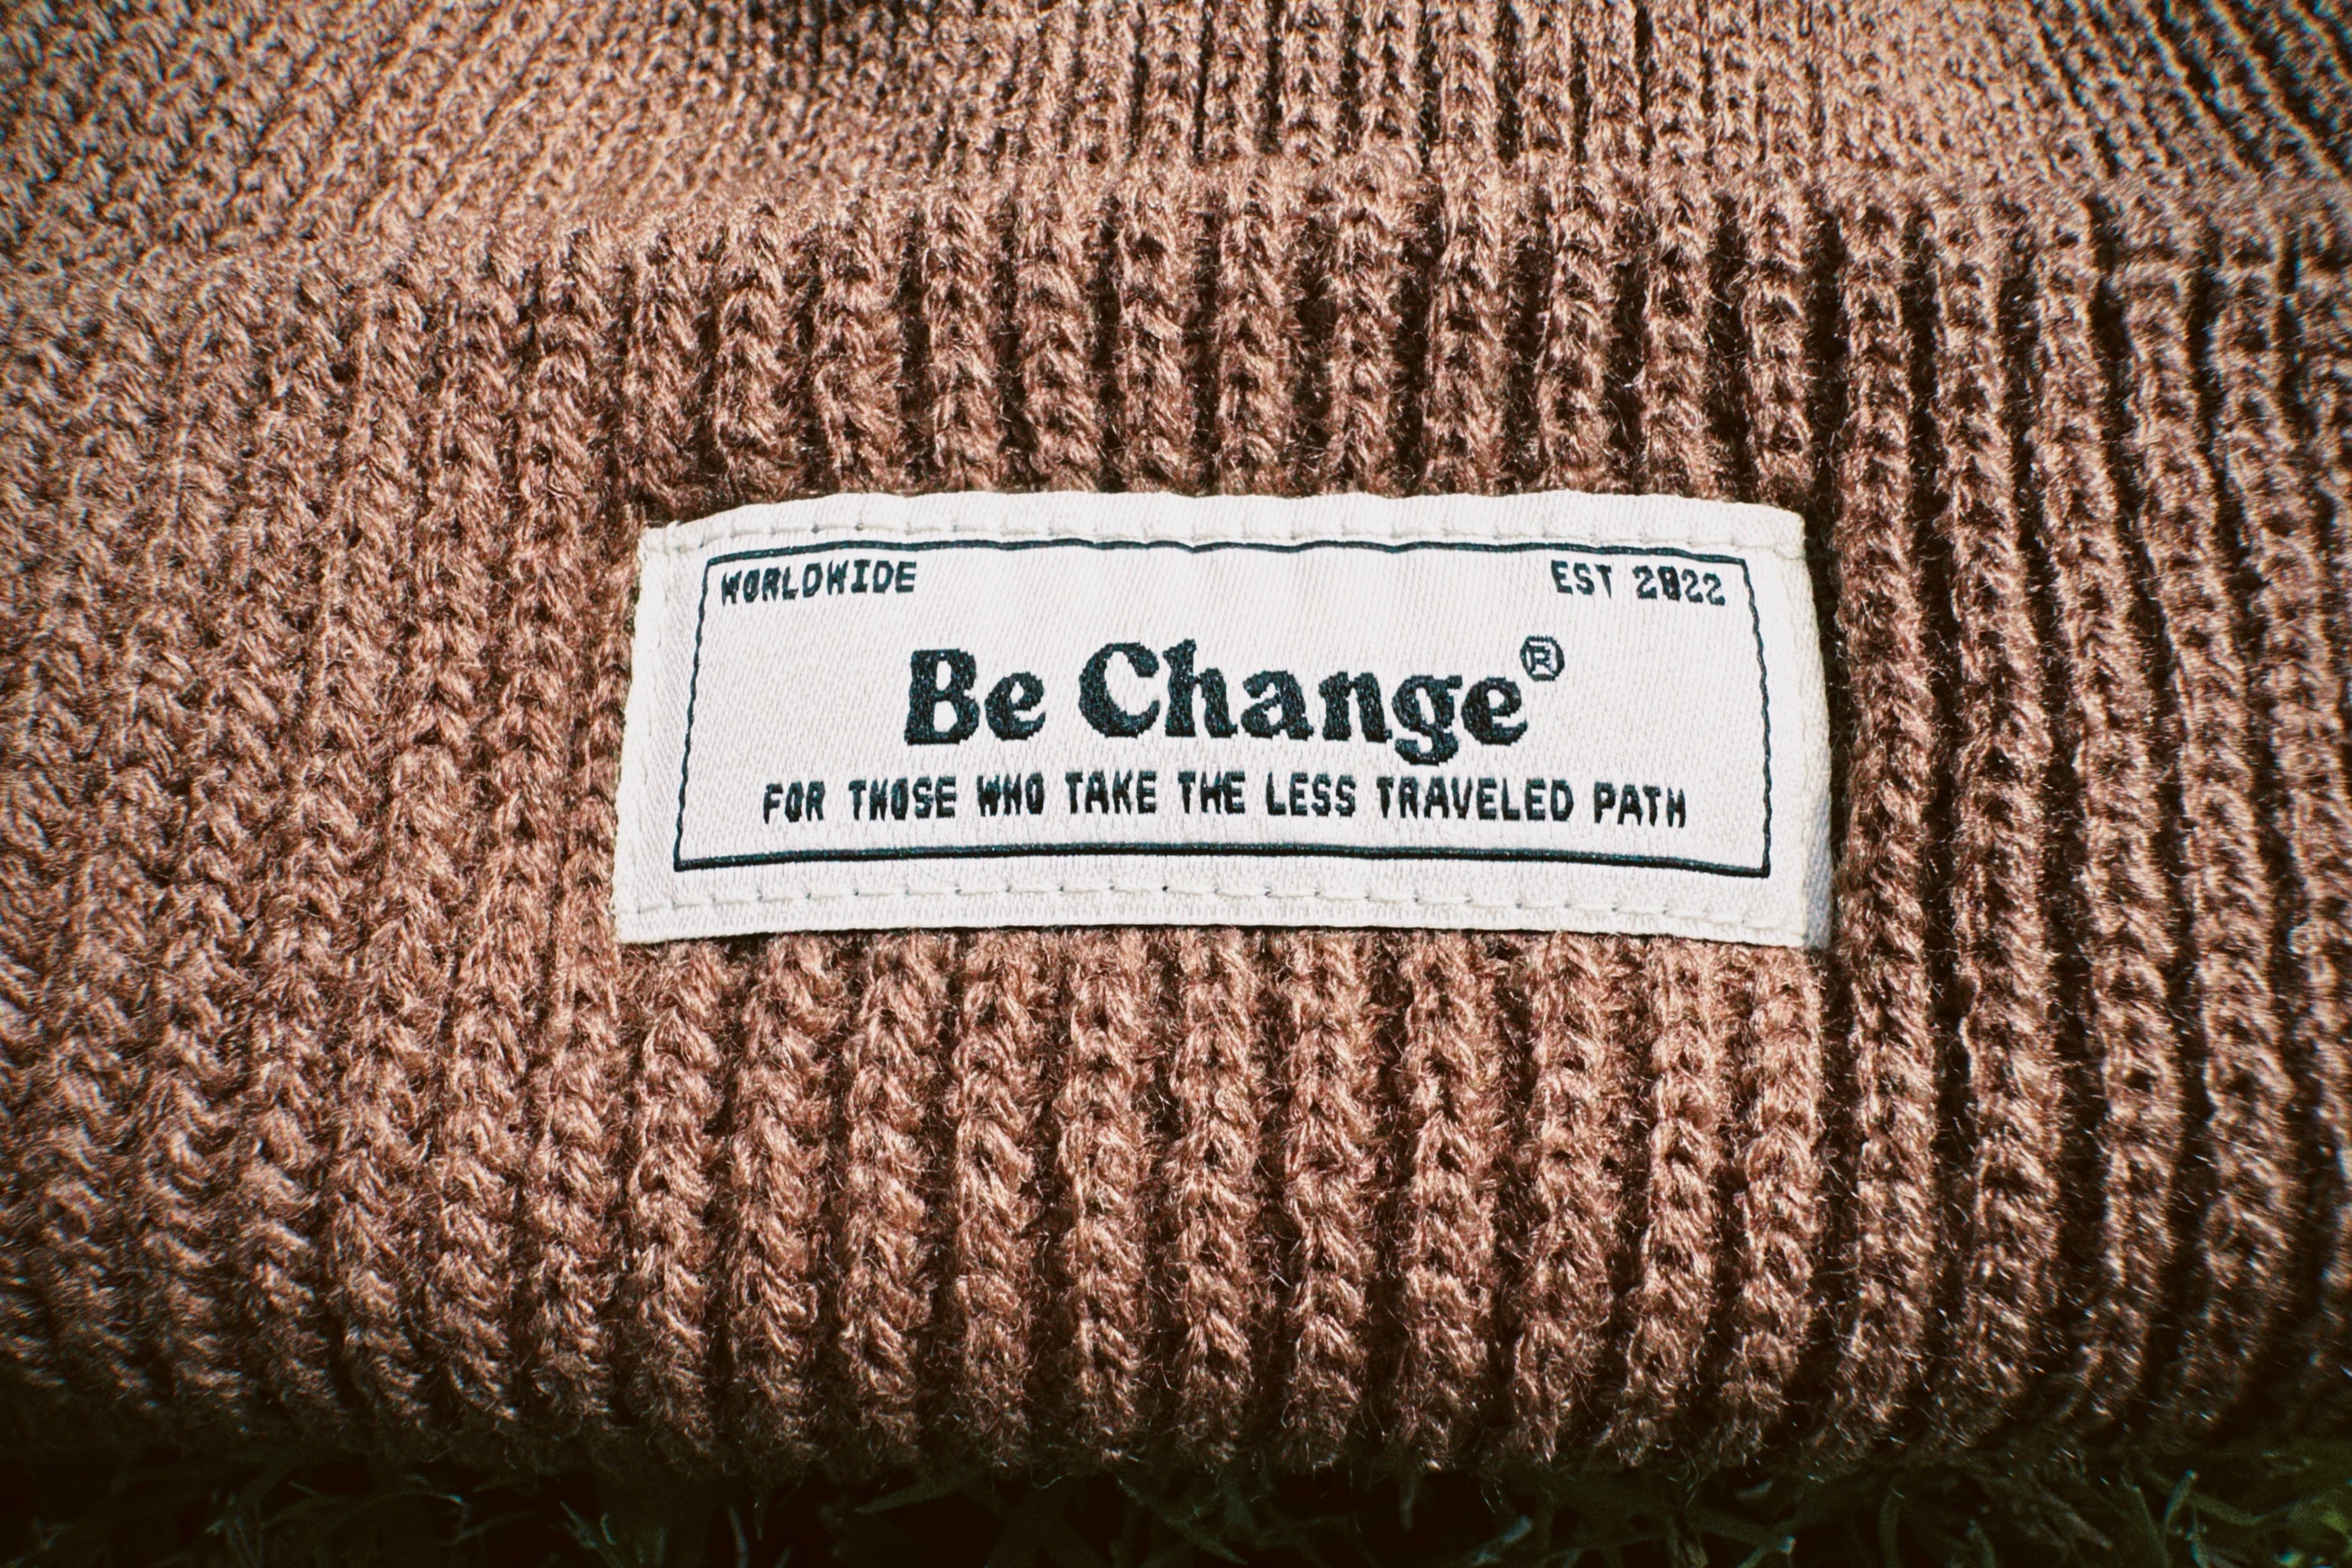 WORLDWIDE EST 2022
Be Change®
FOR THOSE WHO TAKE THE LESS TRAVELED PATH